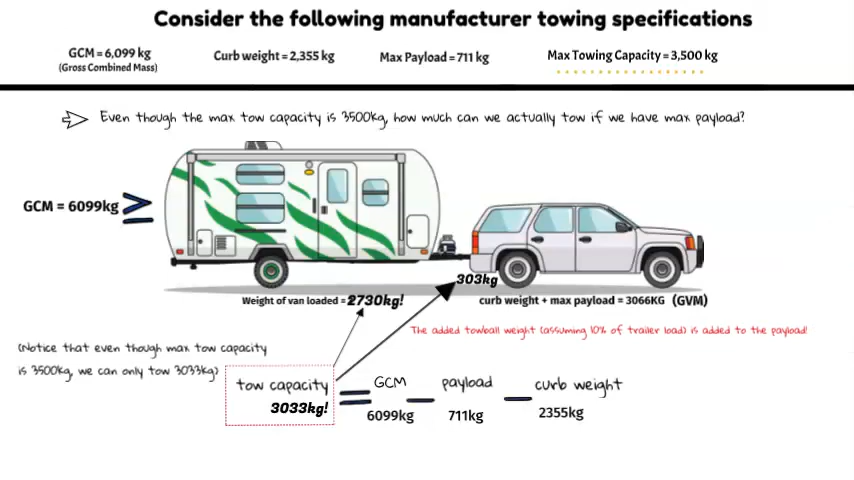 Consider the following manufacturer towing specifications
GCM = 6,099 kg
(Gross Combined Mass)
Curb weight = 2,355 kg
Max Payload = 711 kg
Max Towing Capacity = 3,500 kg
Even though the max tow capacity is 3500kg, how much can we actually tow if we have max payload?
GCM = 6099kg ≥
303kg
Weight of van loaded = 2730kg!
curb weight + max payload = 3066KG (GVM)
The added towball weight (assuming 10% of trailer load) is added to the payload!
(Notice that even though max tow capacity
is 3500kg, we can only tow 3033kg)
tow capacity = GCM — payload — curb weight
3033kg! 6099kg 711kg 2355kg